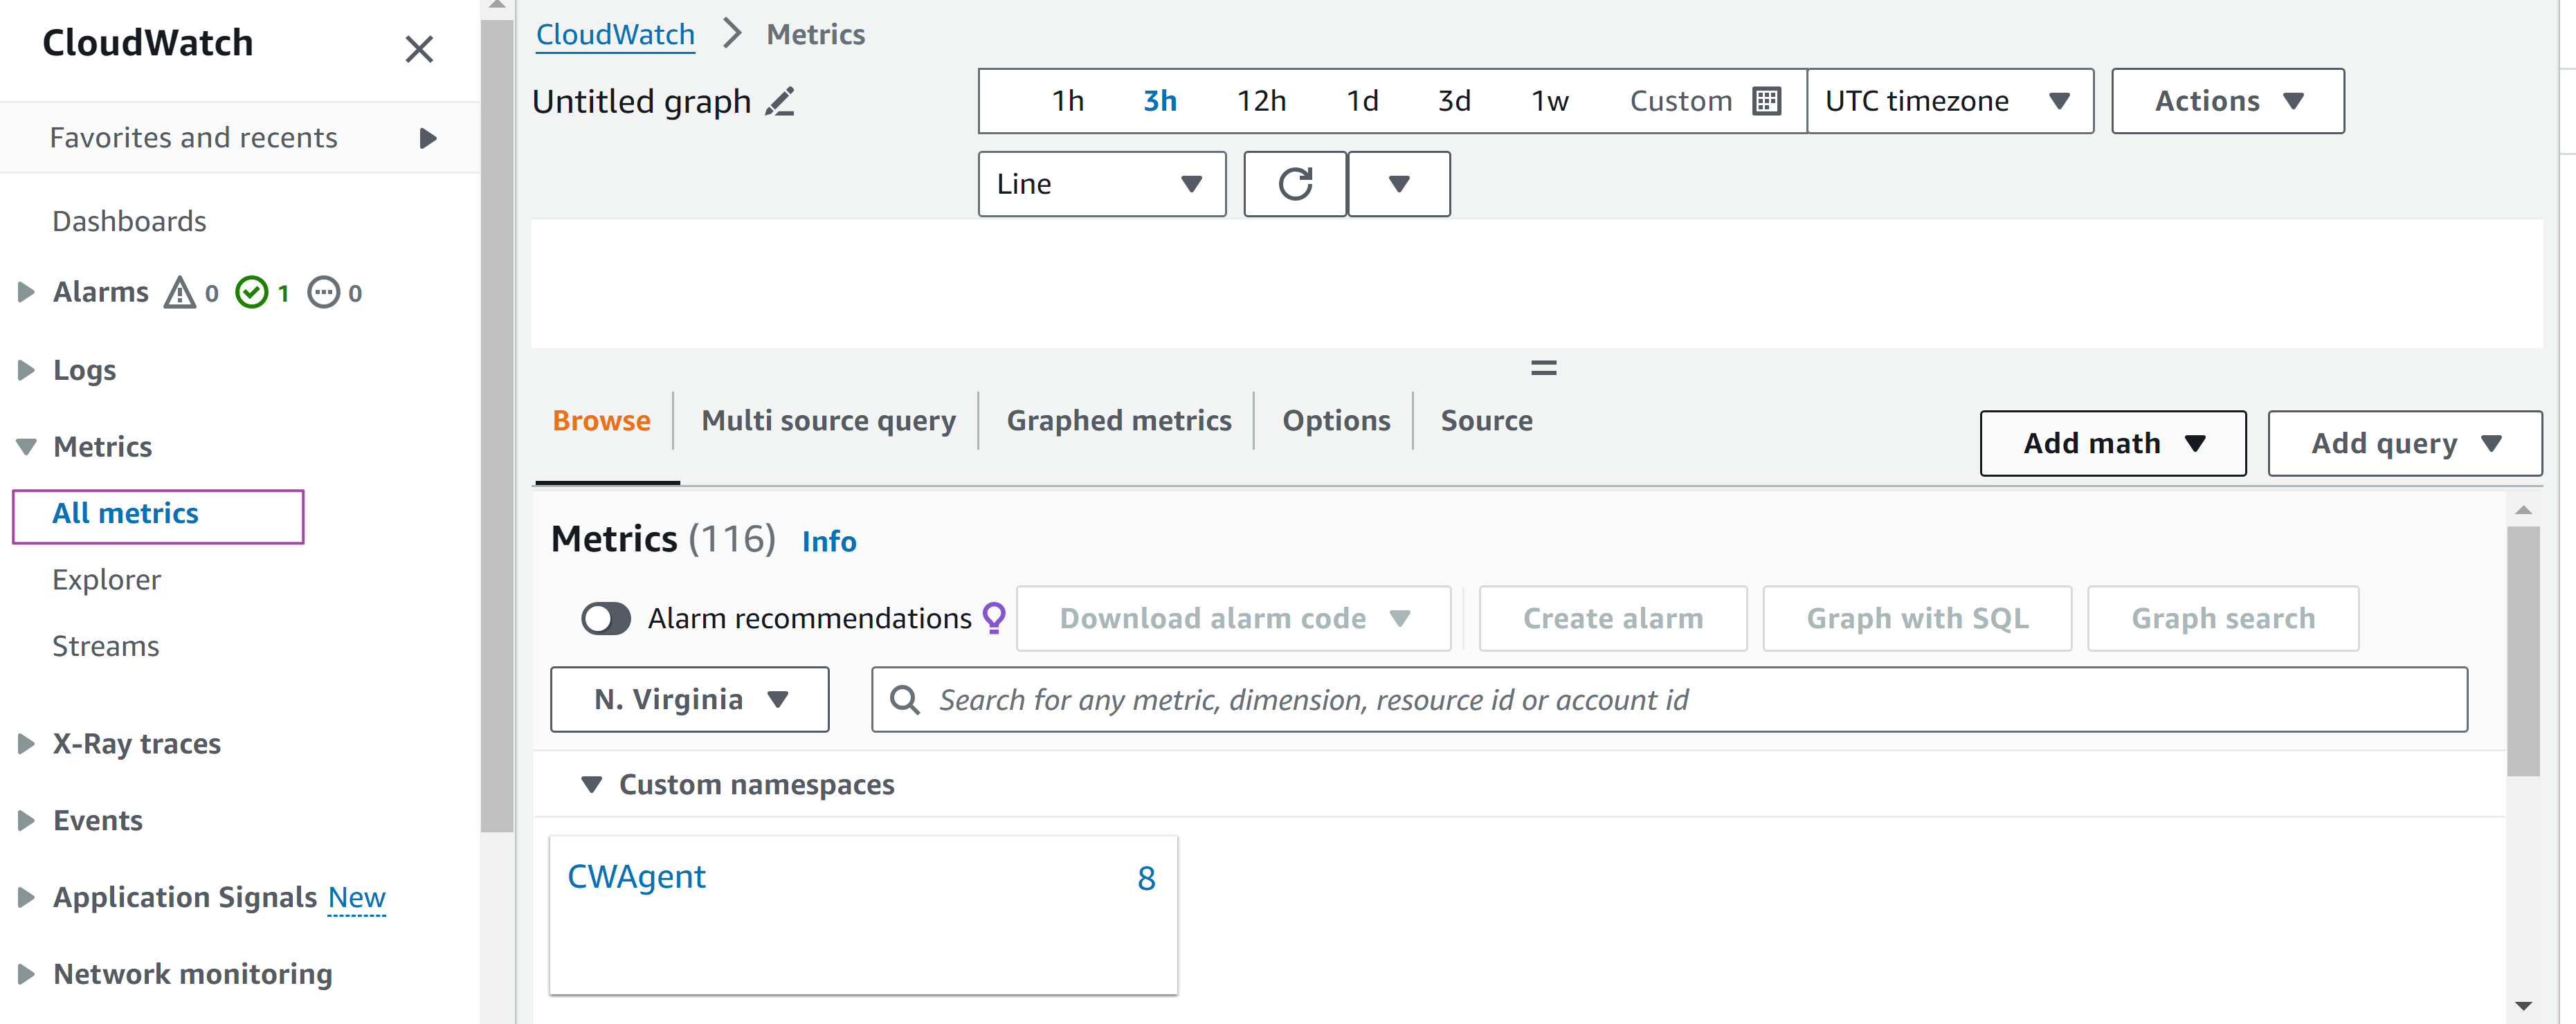 CloudWatch
Favorites and recents
Dashboards
Alarms 0 1 0
Logs
Metrics
All metrics
Explorer
Streams
X-Ray traces
Events
Application Signals New
Network monitoring
CloudWatch Metrics
Untitled graph 1h 3h 12h 1d 3d 1w Custom UTC timezone Actions
Line
Browse Multi source query Graphed metrics Options Source Add math Add query
Metrics (116) Info
Alarm recommendations Download alarm code Create alarm Graph with SQL Graph search
N. Virginia Search for any metric, dimension, resource id or account id
Custom namespaces
CWAgent 8